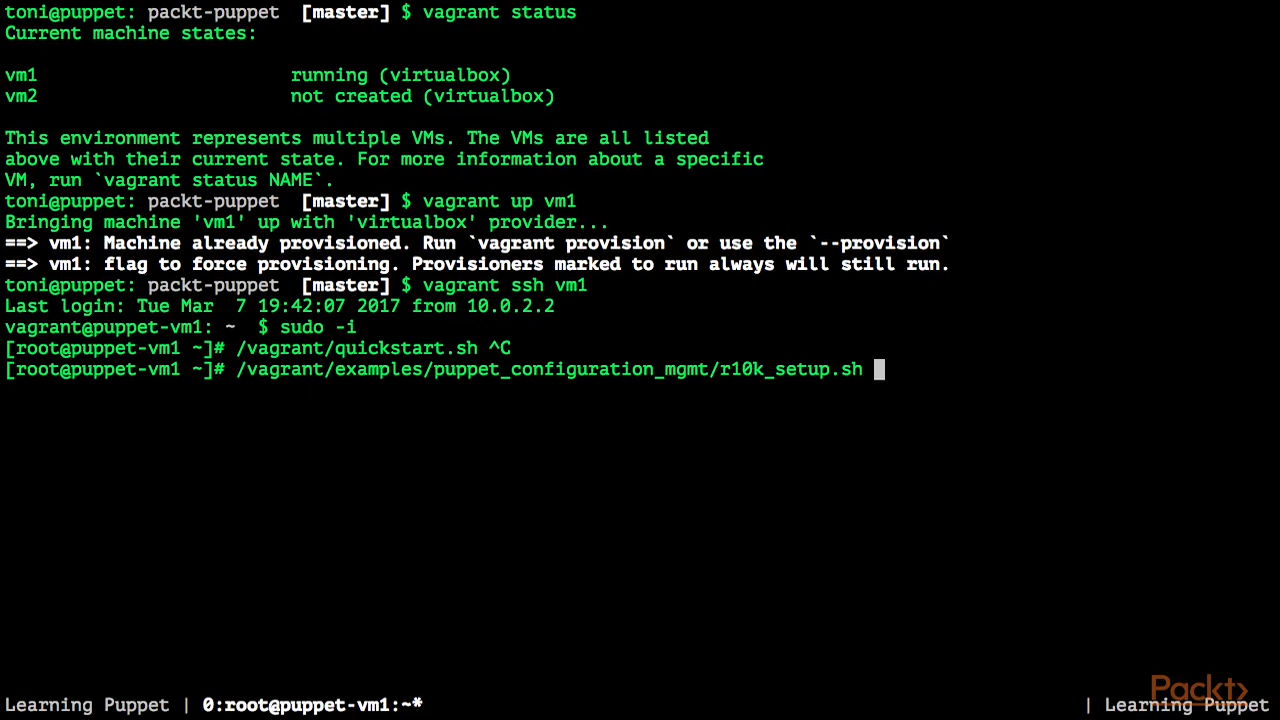 toni@puppet: packt-puppet  [master] $ vagrant status
Current machine states:
vm1                       running (virtualbox)
vm2                       not created (virtualbox)
This environment represents multiple VMs. The VMs are all listed
above with their current state. For more information about a specific
VM, run `vagrant status NAME`.
toni@puppet: packt-puppet  [master] $ vagrant up vm1
Bringing machine 'vm1' up with 'virtualbox' provider...
==> vm1: Machine already provisioned. Run `vagrant provision` or use the `--provision`
==> vm1: flag to force provisioning. Provisioners marked to run always will still run.
toni@puppet: packt-puppet  [master] $ vagrant ssh vm1
Last login: Tue Mar  7 19:42:07 2017 from 10.0.2.2
vagrant@puppet-vm1: ~  $ sudo -i
[root@puppet-vm1 ~]# /vagrant/quickstart.sh ^C
[root@puppet-vm1 ~]# /vagrant/examples/puppet_configuration_mgmt/r10k_setup.sh
Packt>
Learning Puppet | 0:root@puppet-vm1:~* | Learning Puppet